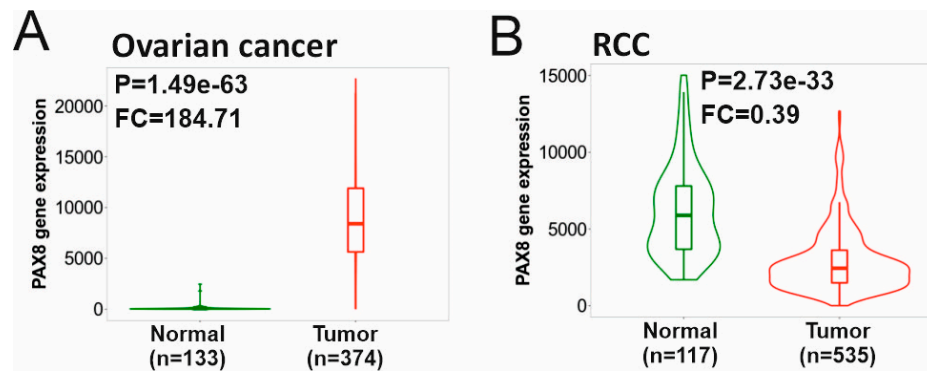 A
Ovarian cancer
P=1.49e-63
FC=184.71
PAX8 gene expression
20000
15000
10000
5000
0
Normal
(n=133)
Tumor
(n=374)
B
RCC
P=2.73e-33
FC=0.39
PAX8 gene expression
15000
10000
5000
0
Normal
(n=117)
Tumor
(n=535)